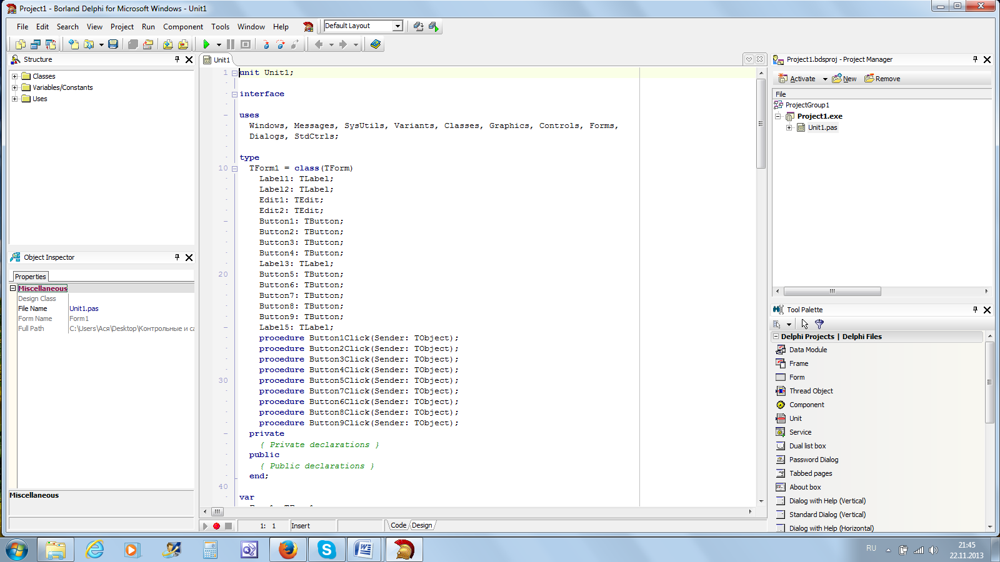 Project1 - Borland Delphi for Microsoft Windows - Unit1
File Edit Search View Project Run Component Tools Window Help Default Layout
Structure
Classes
Variables/Constants
Uses
Object Inspector
Properties
Miscellaneous
Design Class
File Name Unit1.pas
Form Name Form1
Full Path C:\Users\Ася\Desktop\Контрольные и са
Miscellaneous
Unit1
1 unit Unit1;
interface
uses
Windows, Messages, SysUtils, Variants, Classes, Graphics, Controls, Forms,
Dialogs, StdCtrls;
type
10 TForm1 = class(TForm)
Label1: TLabel;
Label2: TLabel;
Edit1: TEdit;
Edit2: TEdit;
Button1: TButton;
Button2: TButton;
Button3: TButton;
Button4: TButton;
Label3: TLabel;
20 Button5: TButton;
Button6: TButton;
Button7: TButton;
Button8: TButton;
Button9: TButton;
Label5: TLabel;
procedure Button1Click(Sender: TObject);
procedure Button2Click(Sender: TObject);
procedure Button3Click(Sender: TObject);
procedure Button4Click(Sender: TObject);
30 procedure Button5Click(Sender: TObject);
procedure Button7Click(Sender: TObject);
procedure Button6Click(Sender: TObject);
procedure Button8Click(Sender: TObject);
procedure Button9Click(Sender: TObject);
private
{ Private declarations }
public
{ Public declarations }
end;
40
var
1: 1 Insert Code Design
Project1.bdsproj - Project Manager
Activate New Remove
File
ProjectGroup1
Project1.exe
Unit1.pas
Tool Palette
Delphi Projects | Delphi Files
Data Module
Frame
Form
Thread Object
Component
Unit
Service
Dual list box
Password Dialog
Tabbed pages
About box
Dialog with Help (Vertical)
Standard Dialog (Vertical)
Dialog with Help (Horizontal)
RU
21:45
22.11.2013